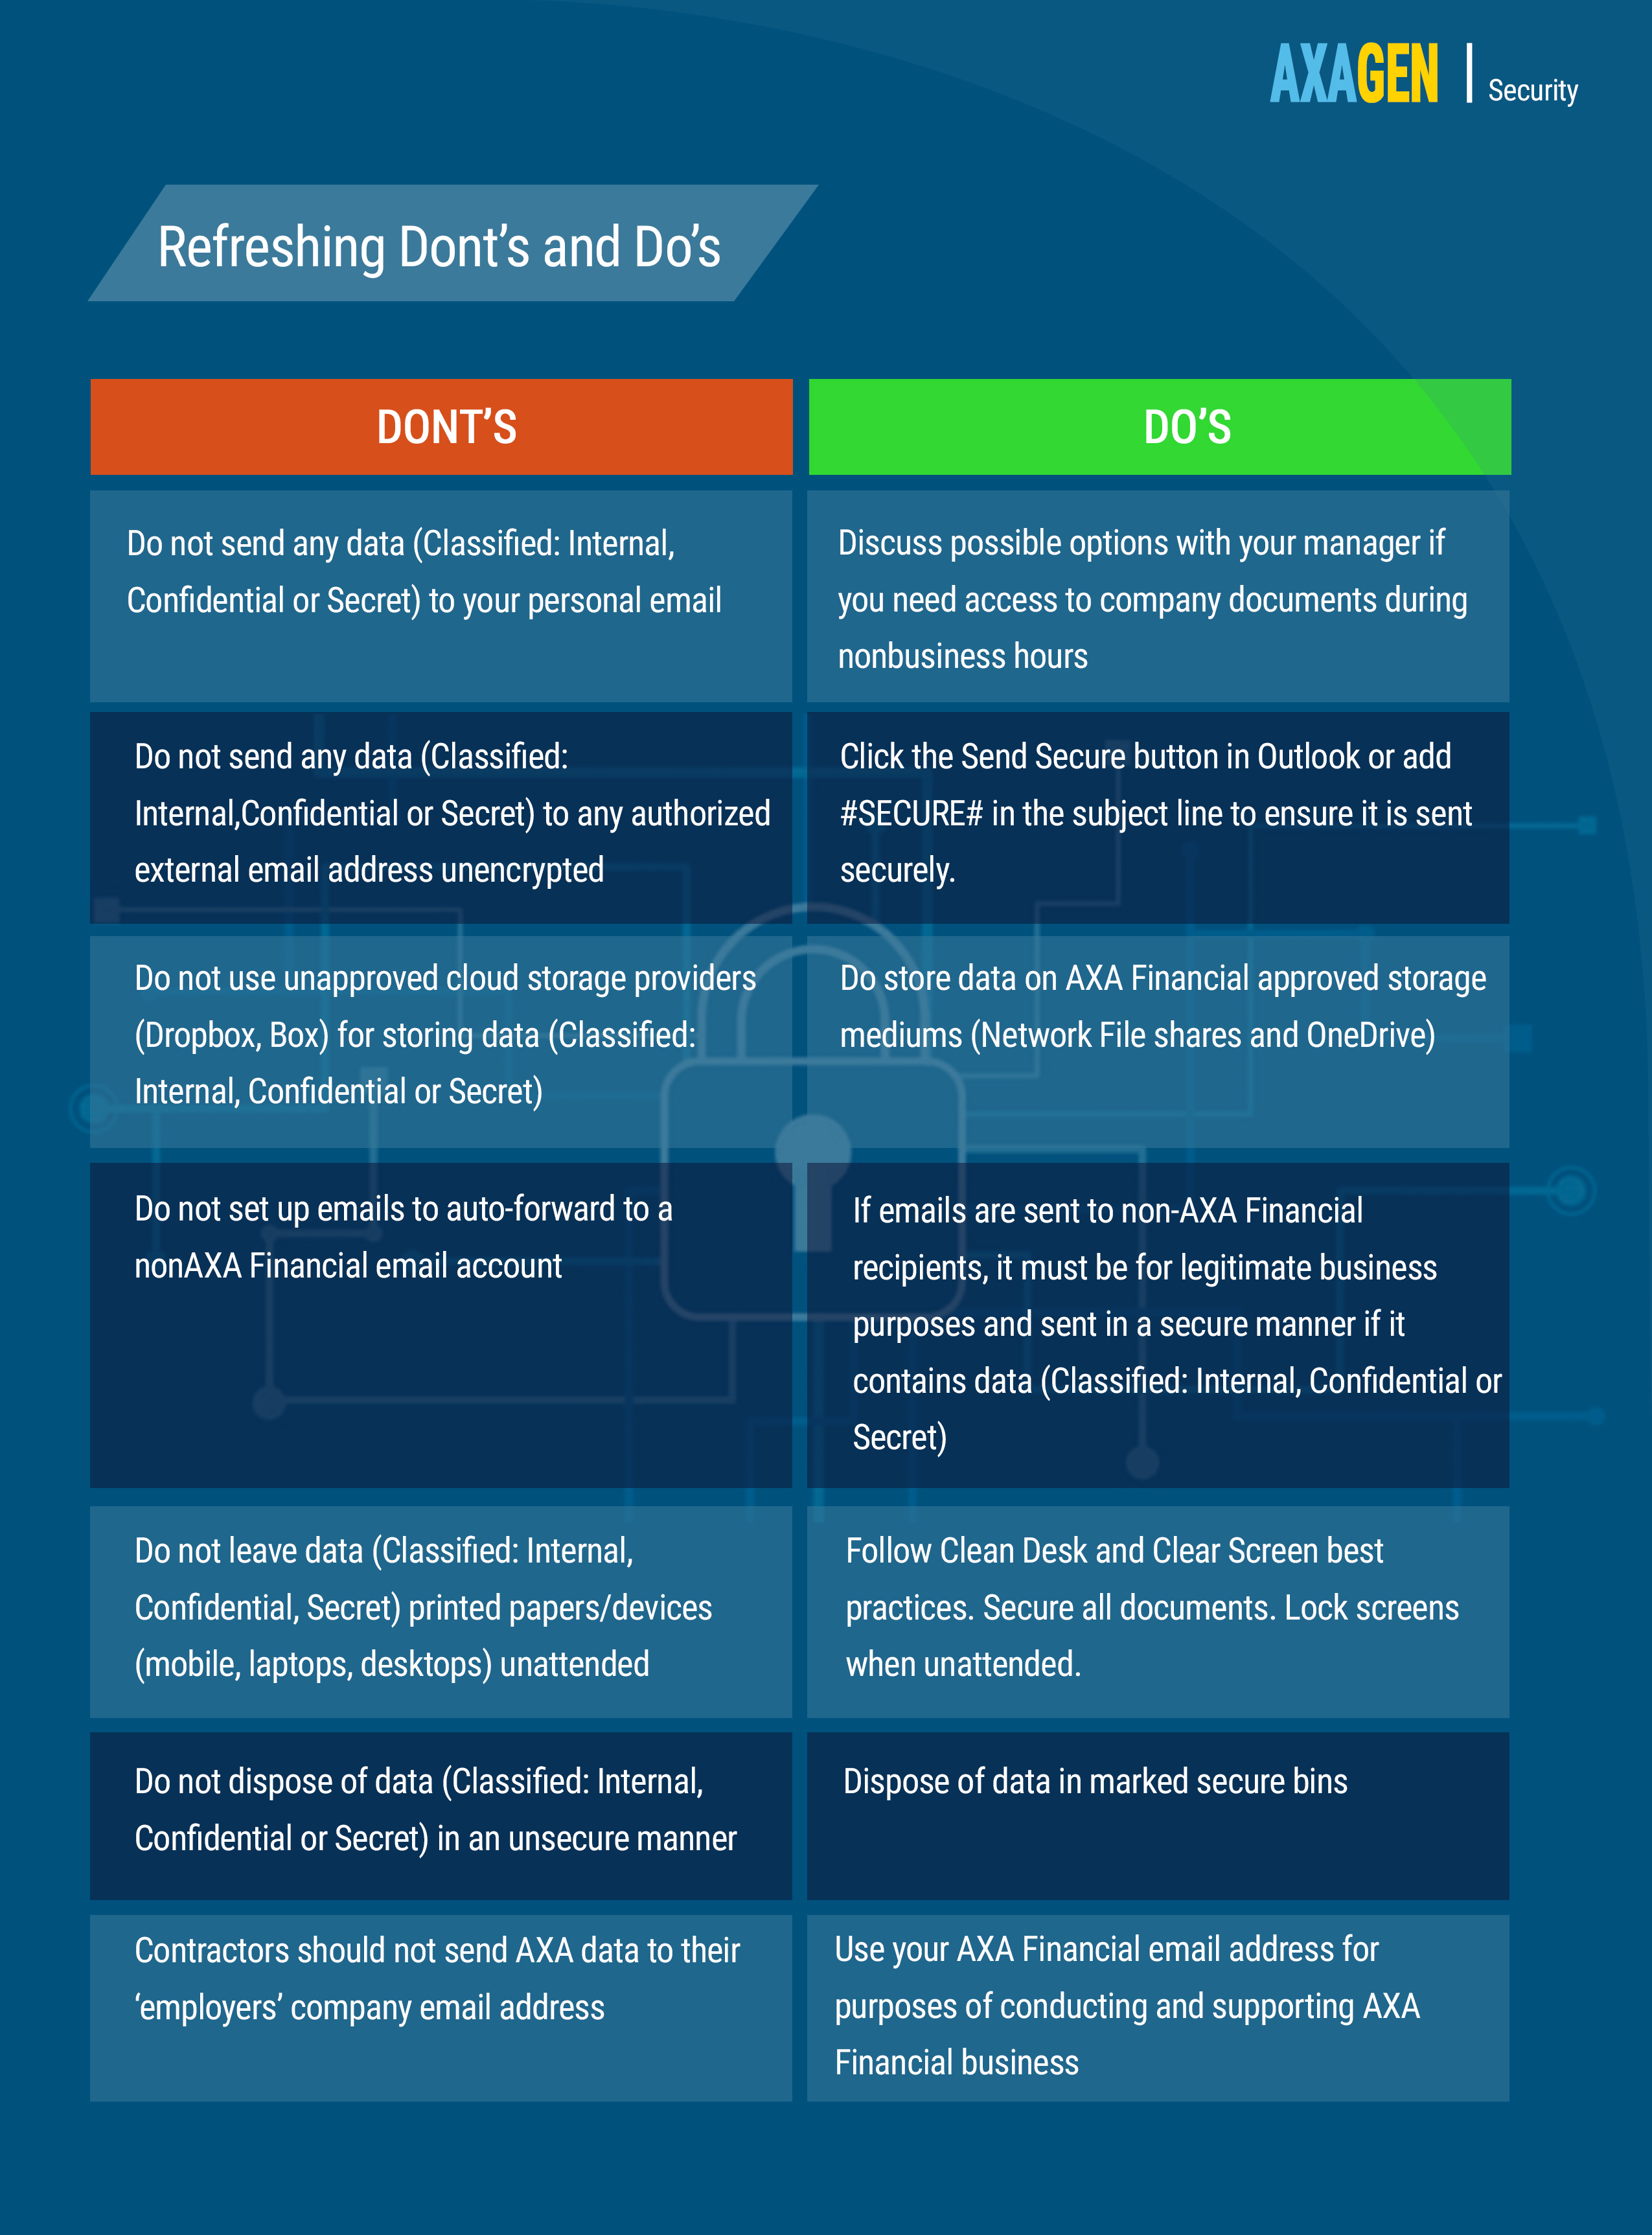 AXAGEN | Security
Refreshing Dont’s and Do’s
DONT’S
DO’S
Do not send any data (Classified: Internal,
Confidential or Secret) to your personal email
Discuss possible options with your manager if
you need access to company documents during
nonbusiness hours
Do not send any data (Classified:
Internal,Confidential or Secret) to any authorized
external email address unencrypted
Click the Send Secure button in Outlook or add
#SECURE# in the subject line to ensure it is sent
securely.
Do not use unapproved cloud storage providers
(Dropbox, Box) for storing data (Classified:
Internal, Confidential or Secret)
Do store data on AXA Financial approved storage
mediums (Network File shares and OneDrive)
Do not set up emails to auto-forward to a
nonAXA Financial email account
If emails are sent to non-AXA Financial
recipients, it must be for legitimate business
purposes and sent in a secure manner if it
contains data (Classified: Internal, Confidential or
Secret)
Do not leave data (Classified: Internal,
Confidential, Secret) printed papers/devices
(mobile, laptops, desktops) unattended
Follow Clean Desk and Clear Screen best
practices. Secure all documents. Lock screens
when unattended.
Do not dispose of data (Classified: Internal,
Confidential or Secret) in an unsecure manner
Dispose of data in marked secure bins
Contractors should not send AXA data to their
‘employers’ company email address
Use your AXA Financial email address for
purposes of conducting and supporting AXA
Financial business